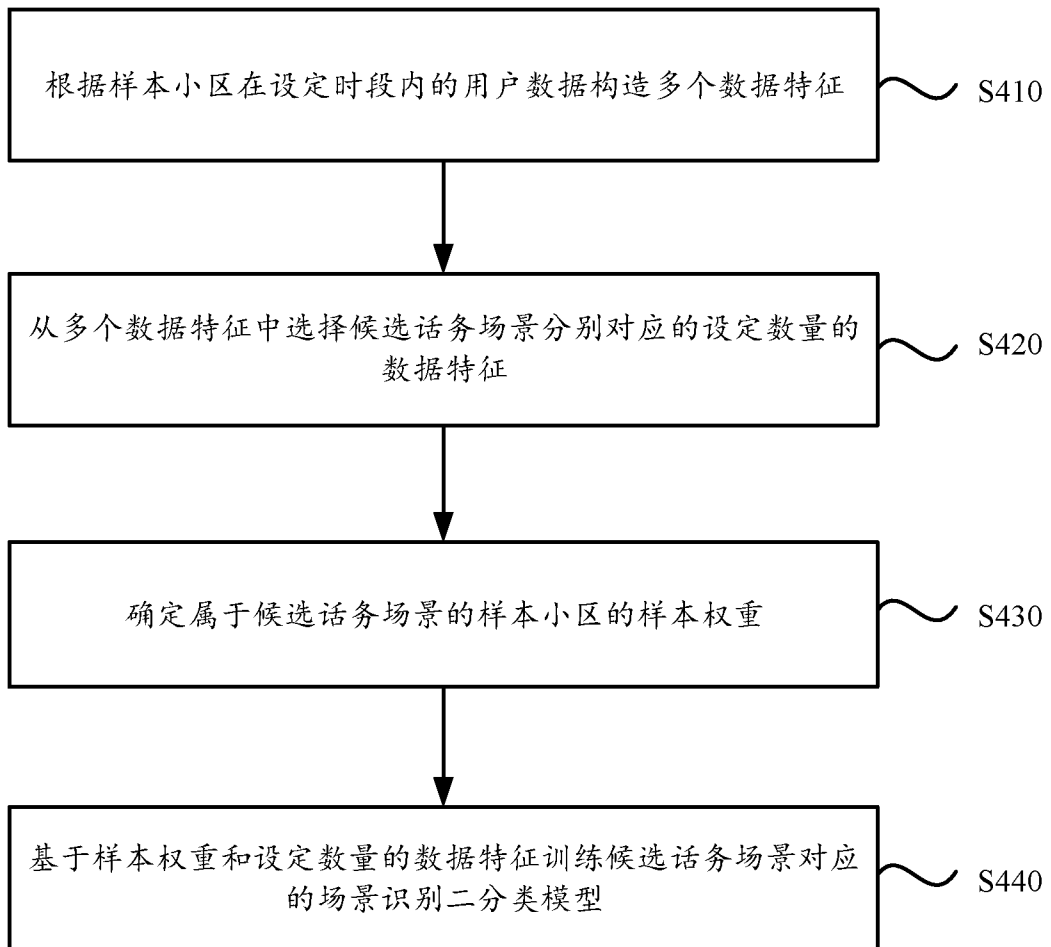 根据样本小区在设定时段内的用户数据构造多个数据特征
S410
从多个数据特征中选择候选话务场景分别对应的设定数量的
数据特征
S420
确定属于候选话务场景的样本小区的样本权重
S430
基于样本权重和设定数量的数据特征训练候选话务场景对应
的场景识别二分类模型
S440